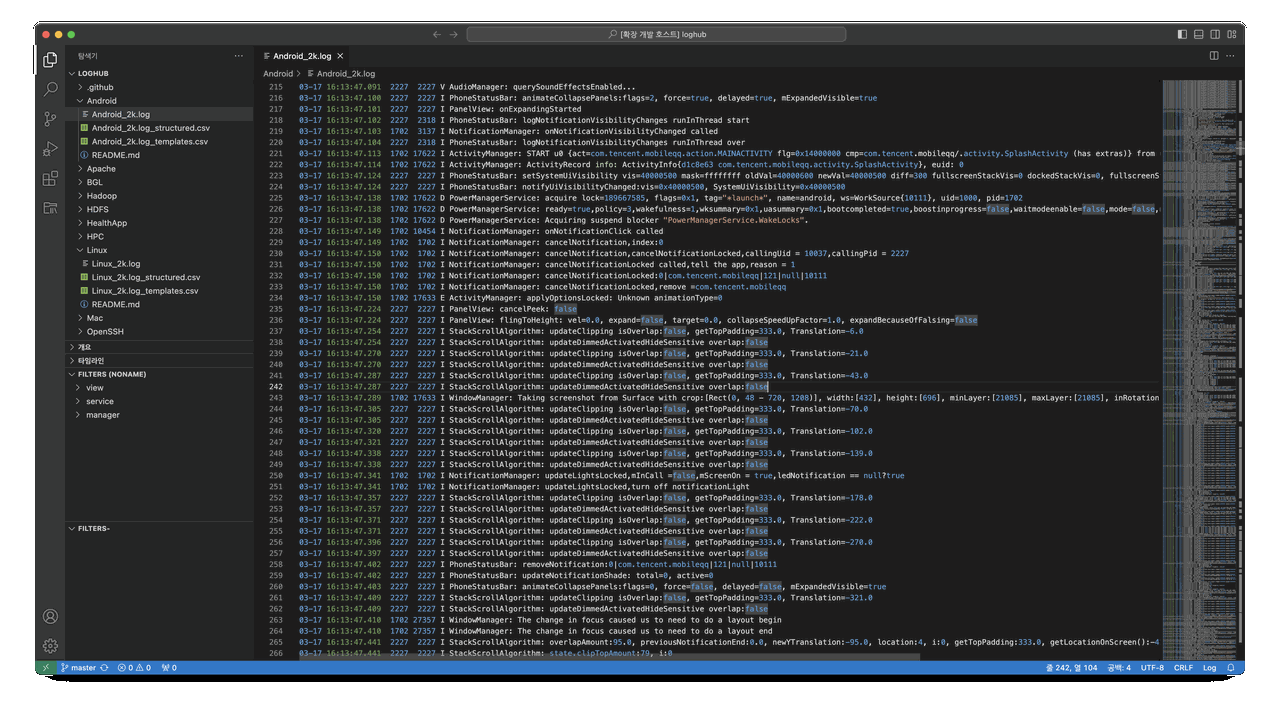 [확장 개발 호스트] loghub
탐색기
LOGHUB
.github
Android
Android_2k.log
Android_2k.log_structured.csv
Android_2k.log_templates.csv
README.md
Apache
BGL
Hadoop
HDFS
HealthApp
HPC
Linux
Linux_2k.log
Linux_2k.log_structured.csv
Linux_2k.log_templates.csv
README.md
Mac
OpenSSH
개요
타임라인
FILTERS (NONAME)
view
service
manager
FILTERS-
Android_2k.log
Android > Android_2k.log
215 03-17 16:13:47.091 2227 2227 V AudioManager: querySoundEffectsEnabled...
216 03-17 16:13:47.100 2227 2227 I PhoneStatusBar: animateCollapsePanels:flags=2, force=true, delayed=true, mExpandedVisible=true
217 03-17 16:13:47.101 2227 2227 I PanelView: onExpandingStarted
218 03-17 16:13:47.102 2227 2318 I PhoneStatusBar: logNotificationVisibilityChanges runInThread start
219 03-17 16:13:47.103 1702 3137 I NotificationManager: onNotificationVisibilityChanged called
220 03-17 16:13:47.104 2227 2318 I PhoneStatusBar: logNotificationVisibilityChanges runInThread over
221 03-17 16:13:47.113 1702 17622 I ActivityManager: START u0 {act=com.tencent.mobileqq.action.MAINACTIVITY flg=0x14000000 cmp=com.tencent.mobileqq/.activity.SplashActivity (has extras)} from
222 03-17 16:13:47.114 1702 17622 I ActivityManager: ActivityRecord info: ActivityInfo{1c18e63 com.tencent.mobileqq.activity.SplashActivity}, euid: 0
223 03-17 16:13:47.124 2227 2227 I PhoneStatusBar: setSystemUiVisibility vis=40000500 mask=ffffffff oldVal=40000600 newVal=40000500 diff=300 fullscreenStackVis=0 dockedStackVis=0, fullscreenS
224 03-17 16:13:47.124 2227 2227 I PhoneStatusBar: notifyUiVisibilityChanged:vis=0x40000500, SystemUiVisibility=0x40000500
225 03-17 16:13:47.138 1702 17622 D PowerManagerService: acquire lock=189667585, flags=0x1, tag="*launch*", name=android, ws=WorkSource{10111}, uid=1000, pid=1702
226 03-17 16:13:47.138 1702 17622 D PowerManagerService: ready=true,policy=3,wakefulness=1,wksummary=0x1,uasummary=0x1,bootcompleted=true,boostinprogress=false,waitmodeenable=false,mode=false,
227 03-17 16:13:47.138 1702 17622 D PowerManagerService: Acquiring suspend blocker "PowerManagerService.WakeLocks".
228 03-17 16:13:47.149 1702 10454 I NotificationManager: onNotificationClick called
229 03-17 16:13:47.149 1702 1702 I NotificationManager: cancelNotification,index:0
230 03-17 16:13:47.150 1702 1702 I NotificationManager: cancelNotification,cancelNotificationLocked,callingUid = 10037,callingPid = 2227
231 03-17 16:13:47.150 1702 1702 I NotificationManager: cancelNotificationLocked called,tell the app,reason = 1
232 03-17 16:13:47.150 1702 1702 I NotificationManager: cancelNotificationLocked:0|com.tencent.mobileqq|121|null|10111
233 03-17 16:13:47.150 1702 1702 I NotificationManager: cancelNotificationLocked,remove =com.tencent.mobileqq
234 03-17 16:13:47.150 1702 17633 E ActivityManager: applyOptionsLocked: Unknown animationType=0
235 03-17 16:13:47.224 2227 2227 I PanelView: cancelPeek: false
236 03-17 16:13:47.224 2227 2227 I PanelView: flingToHeight: vel=0.0, expand=false, target=0.0, collapseSpeedUpFactor=1.0, expandBecauseOfFalsing=false
237 03-17 16:13:47.254 2227 2227 I StackScrollAlgorithm: updateClipping isOverlap:false, getTopPadding=333.0, Translation=-6.0
238 03-17 16:13:47.254 2227 2227 I StackScrollAlgorithm: updateDimmedActivatedHideSensitive overlap:false
239 03-17 16:13:47.270 2227 2227 I StackScrollAlgorithm: updateClipping isOverlap:false, getTopPadding=333.0, Translation=-21.0
240 03-17 16:13:47.270 2227 2227 I StackScrollAlgorithm: updateDimmedActivatedHideSensitive overlap:false
241 03-17 16:13:47.287 2227 2227 I StackScrollAlgorithm: updateClipping isOverlap:false, getTopPadding=333.0, Translation=-43.0
242 03-17 16:13:47.287 2227 2227 I StackScrollAlgorithm: updateDimmedActivatedHideSensitive overlap:false
243 03-17 16:13:47.289 1702 17633 I WindowManager: Taking screenshot from Surface with crop:[Rect(0, 48 - 720, 1208)], width:[432], height:[696], minLayer:[21085], maxLayer:[21085], inRotation
244 03-17 16:13:47.305 2227 2227 I StackScrollAlgorithm: updateClipping isOverlap:false, getTopPadding=333.0, Translation=-70.0
245 03-17 16:13:47.305 2227 2227 I StackScrollAlgorithm: updateDimmedActivatedHideSensitive overlap:false
246 03-17 16:13:47.320 2227 2227 I StackScrollAlgorithm: updateClipping isOverlap:false, getTopPadding=333.0, Translation=-102.0
247 03-17 16:13:47.321 2227 2227 I StackScrollAlgorithm: updateDimmedActivatedHideSensitive overlap:false
248 03-17 16:13:47.338 2227 2227 I StackScrollAlgorithm: updateClipping isOverlap:false, getTopPadding=333.0, Translation=-139.0
249 03-17 16:13:47.338 2227 2227 I StackScrollAlgorithm: updateDimmedActivatedHideSensitive overlap:false
250 03-17 16:13:47.341 1702 1702 I NotificationManager: updateLightsLocked,mInCall =false,mScreenOn = true,ledNotification == null?true
251 03-17 16:13:47.341 1702 1702 I NotificationManager: updateLightsLocked,turn off notificationLight
252 03-17 16:13:47.357 2227 2227 I StackScrollAlgorithm: updateClipping isOverlap:false, getTopPadding=333.0, Translation=-178.0
253 03-17 16:13:47.357 2227 2227 I StackScrollAlgorithm: updateDimmedActivatedHideSensitive overlap:false
254 03-17 16:13:47.371 2227 2227 I StackScrollAlgorithm: updateClipping isOverlap:false, getTopPadding=333.0, Translation=-222.0
255 03-17 16:13:47.371 2227 2227 I StackScrollAlgorithm: updateDimmedActivatedHideSensitive overlap:false
256 03-17 16:13:47.396 2227 2227 I StackScrollAlgorithm: updateClipping isOverlap:false, getTopPadding=333.0, Translation=-270.0
257 03-17 16:13:47.397 2227 2227 I StackScrollAlgorithm: updateDimmedActivatedHideSensitive overlap:false
258 03-17 16:13:47.402 2227 2227 I PhoneStatusBar: removeNotification:0|com.tencent.mobileqq|121|null|10111
259 03-17 16:13:47.402 2227 2227 I PhoneStatusBar: updateNotificationShade: total=0, active=0
260 03-17 16:13:47.403 2227 2227 I PhoneStatusBar: animateCollapsePanels:flags=0, force=false, delayed=false, mExpandedVisible=true
261 03-17 16:13:47.409 2227 2227 I StackScrollAlgorithm: updateClipping isOverlap:false, getTopPadding=333.0, Translation=-321.0
262 03-17 16:13:47.409 2227 2227 I StackScrollAlgorithm: updateDimmedActivatedHideSensitive overlap:false
263 03-17 16:13:47.410 1702 27357 I WindowManager: The change in focus caused us to need to do a layout begin
264 03-17 16:13:47.410 1702 27357 I WindowManager: The change in focus caused us to need to do a layout end
265 03-17 16:13:47.441 2227 2227 I StackScrollAlgorithm: overlapAmount:95.0, previousNotificationEnd:0.0, newYTranslation:-95.0, location:4, i:0, getTopPadding:333.0, getLocationOnScreen():-4
266 03-17 16:13:47.441 2227 2227 I StackScrollAlgorithm: state.clipTopAmount:79, i:0
master 0 0 0 줄 242, 열 104 공백: 4 UTF-8 CRLF Log